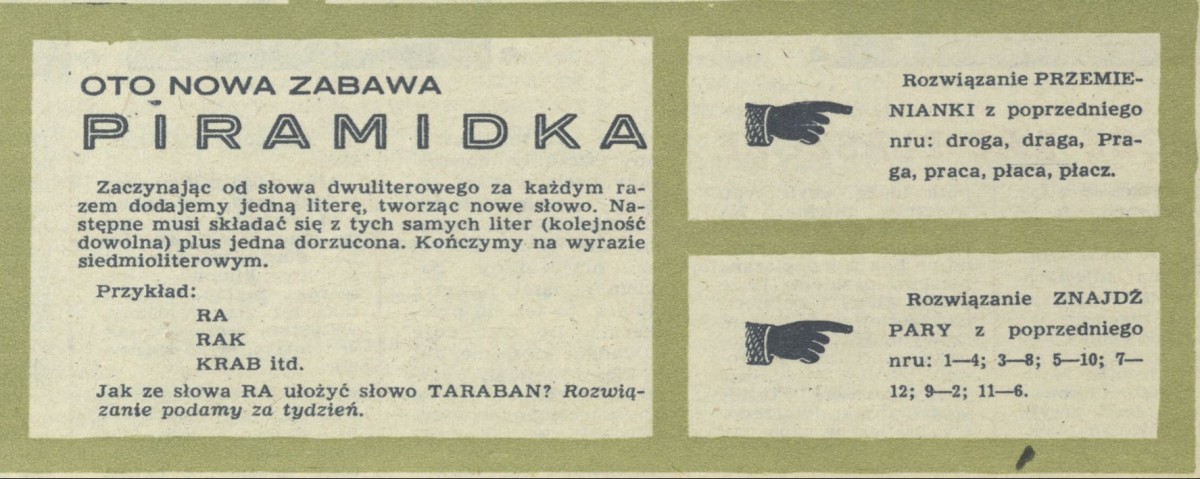 OTO NOWA ZABAWA
PIRAMIDKA
Zaczynając od słowa dwuliterowego za każdym ra-
zem dodajemy jedną literę, tworząc nowe słowo. Na-
stępne musi składać się z tych samych liter (kolejność
dowolna) plus jedna dorzucona. Kończymy na wyrazie
siedmioliterowym.
Przykład:
RA
RAK
KRAB itd.
Jak ze słowa RA ułożyć słowo TARABAN? Rozwią-
zanie podamy za tydzień.
Rozwiązanie PRZEMIE-
NIANKI z poprzedniego
nru: droga, draga, Pra-
ga, praca, płaca, płacz.
Rozwiązanie ZNAJDŹ
PARY z poprzedniego
nru: 1—4; 3—8; 5—10; 7—
12; 9—2; 11—6.